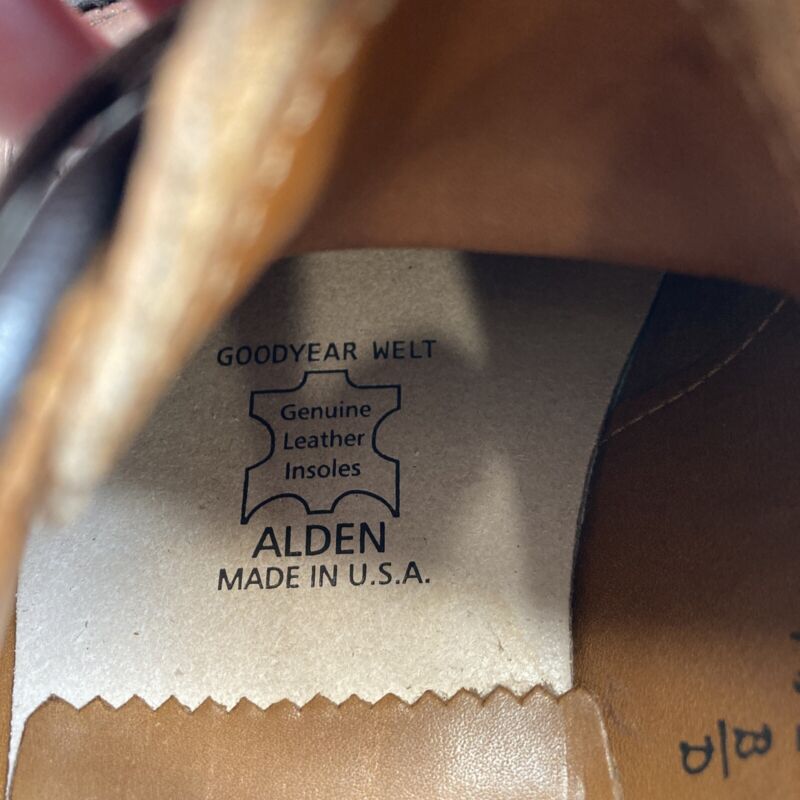 GOODYEAR WELT
Genuine
Leather
Insoles
ALDEN
MADE IN U.S.A.
B/D